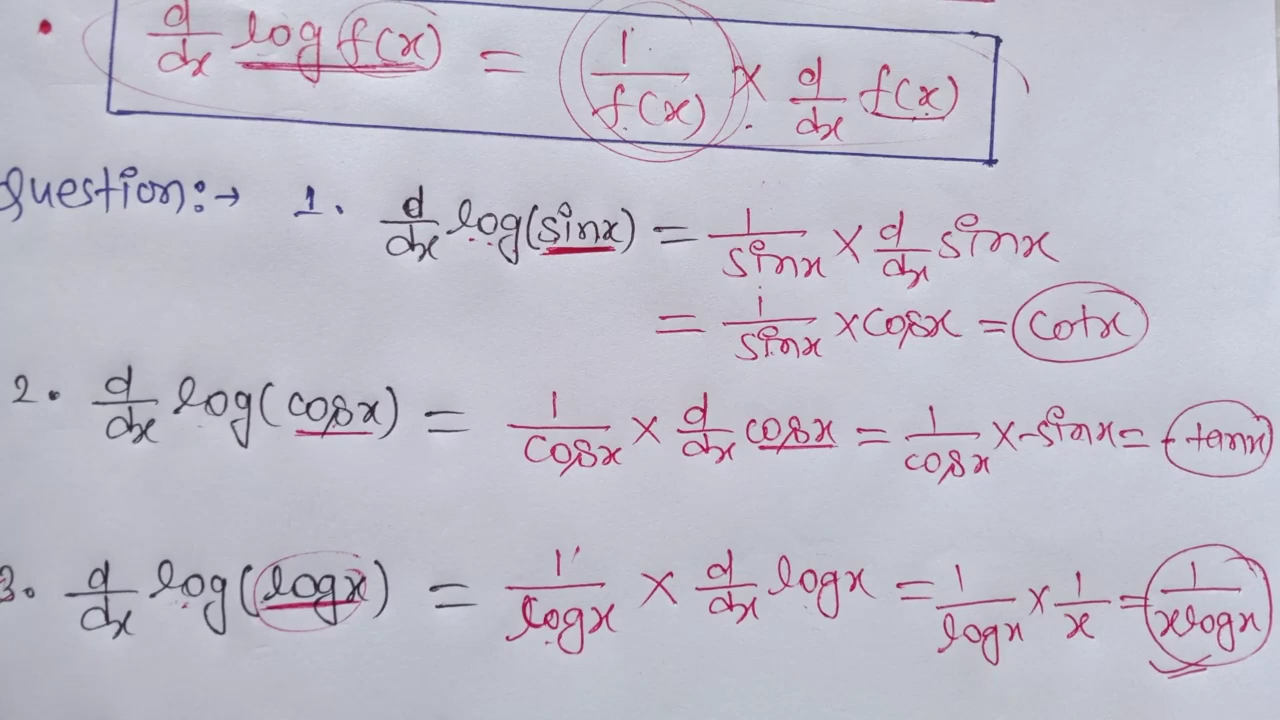 • d/dx log f(x) = 1/f(x) × d/dx f(x)
Question:→ 1. d/dx log(sinx) = 1/sinx × d/dx sinx
= 1/sinx × cosx = cotx
2. d/dx log(cosx) = 1/cosx × d/dx cosx = 1/cosx × -sinx = -tanx
3. d/dx log(logx) = 1/logx × d/dx logx = 1/logx × 1/x = 1/xlogx